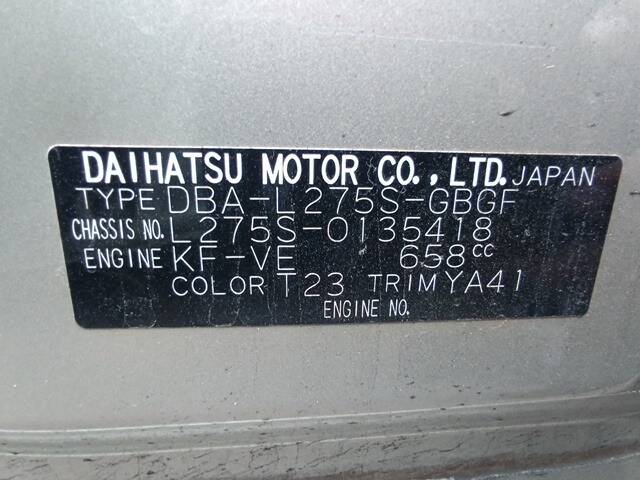 DAIHATSU MOTOR CO.,LTD. JAPAN
TYPE DBA-L275S-GBGF
CHASSIS NO. L275S-0135418
ENGINE KF-VE 658cc
COLOR T23 TRIM YA41
ENGINE NO.